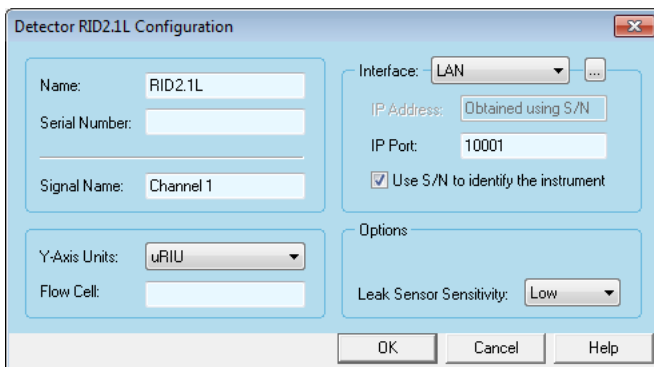 Detector RID2.1L Configuration
Name: RID2.1L
Serial Number:
Signal Name: Channel 1
Y-Axis Units: uRIU
Flow Cell:
Interface: LAN ...
IP Address: Obtained using S/N
IP Port: 10001
Use S/N to identify the instrument
Options
Leak Sensor Sensitivity: Low
OK Cancel Help